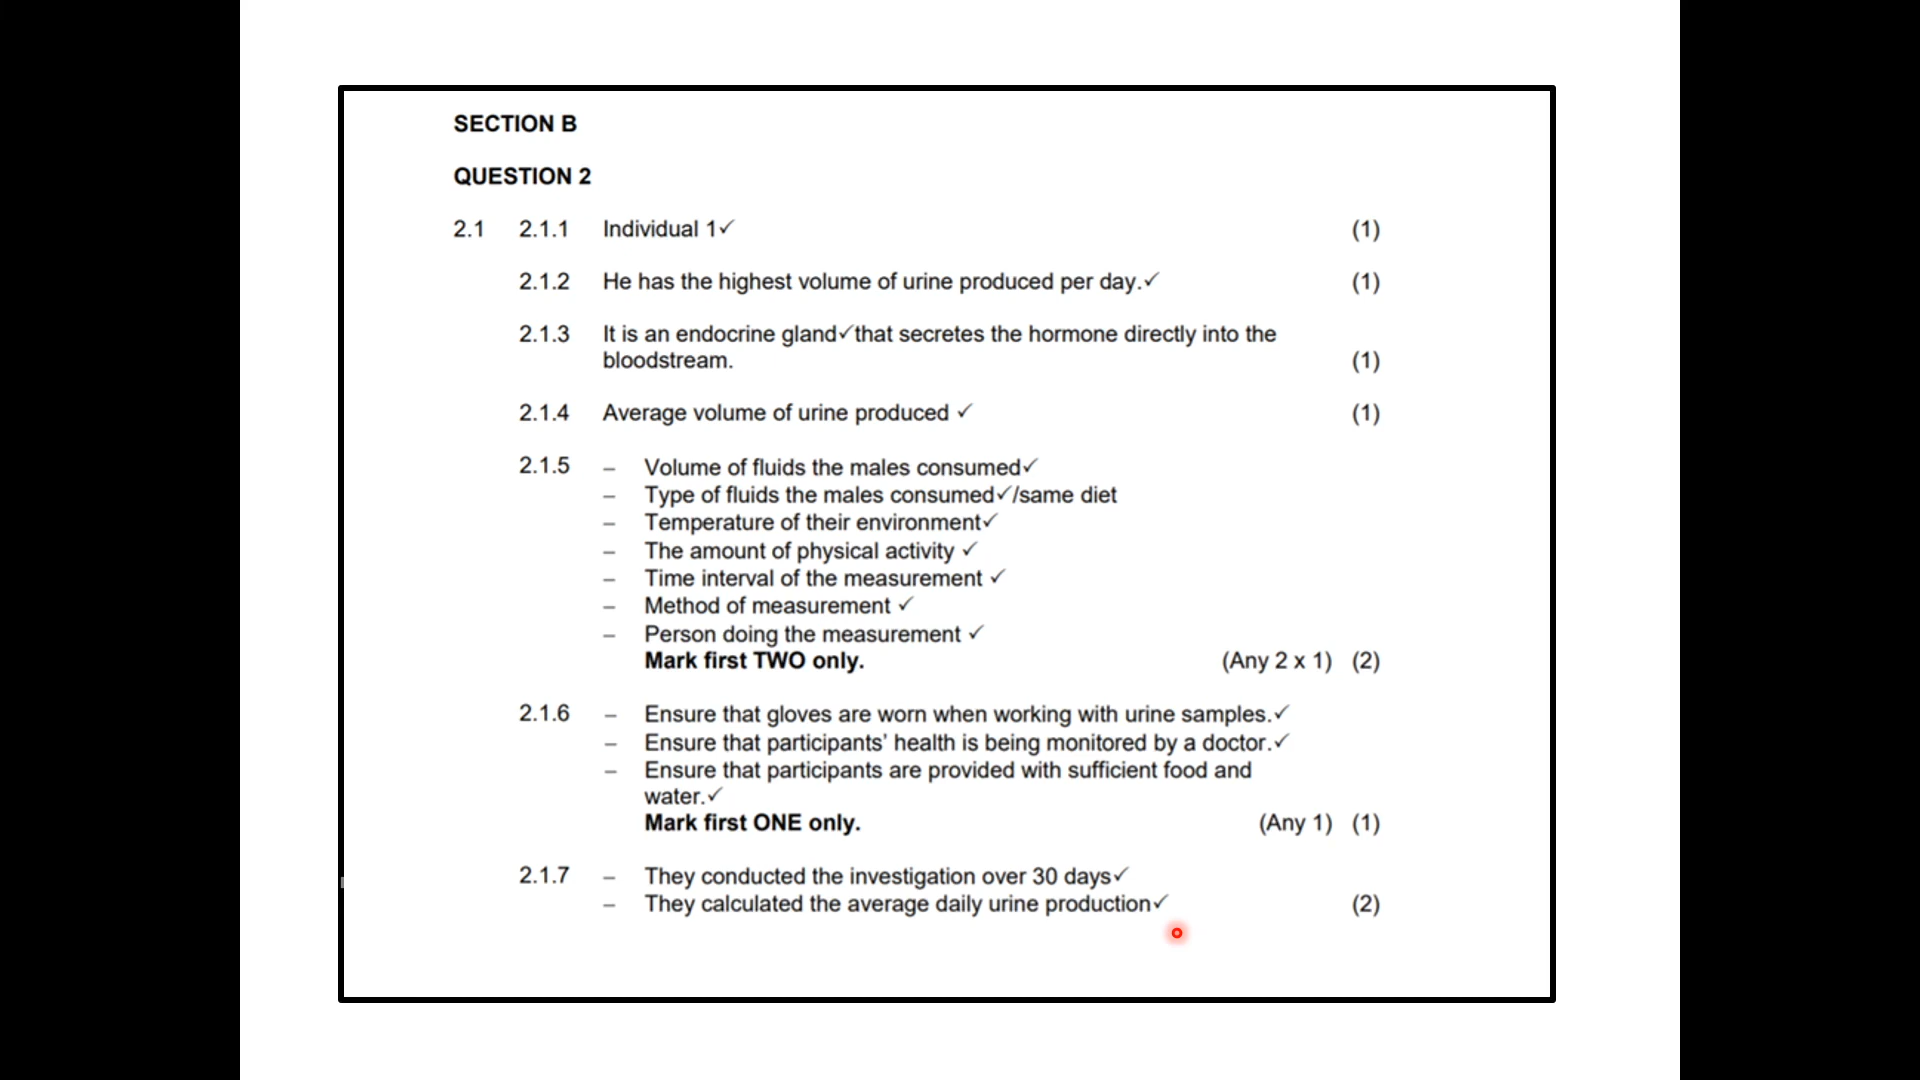 SECTION B
QUESTION 2
2.1 2.1.1 Individual 1✓ (1)
2.1.2 He has the highest volume of urine produced per day.✓ (1)
2.1.3 It is an endocrine gland✓that secretes the hormone directly into the
bloodstream. (1)
2.1.4 Average volume of urine produced ✓ (1)
2.1.5 – Volume of fluids the males consumed✓
– Type of fluids the males consumed✓/same diet
– Temperature of their environment✓
– The amount of physical activity ✓
– Time interval of the measurement ✓
– Method of measurement ✓
– Person doing the measurement ✓
Mark first TWO only. (Any 2 x 1) (2)
2.1.6 – Ensure that gloves are worn when working with urine samples.✓
– Ensure that participants’ health is being monitored by a doctor.✓
– Ensure that participants are provided with sufficient food and
water.✓
Mark first ONE only. (Any 1) (1)
2.1.7 – They conducted the investigation over 30 days✓
– They calculated the average daily urine production✓ (2)